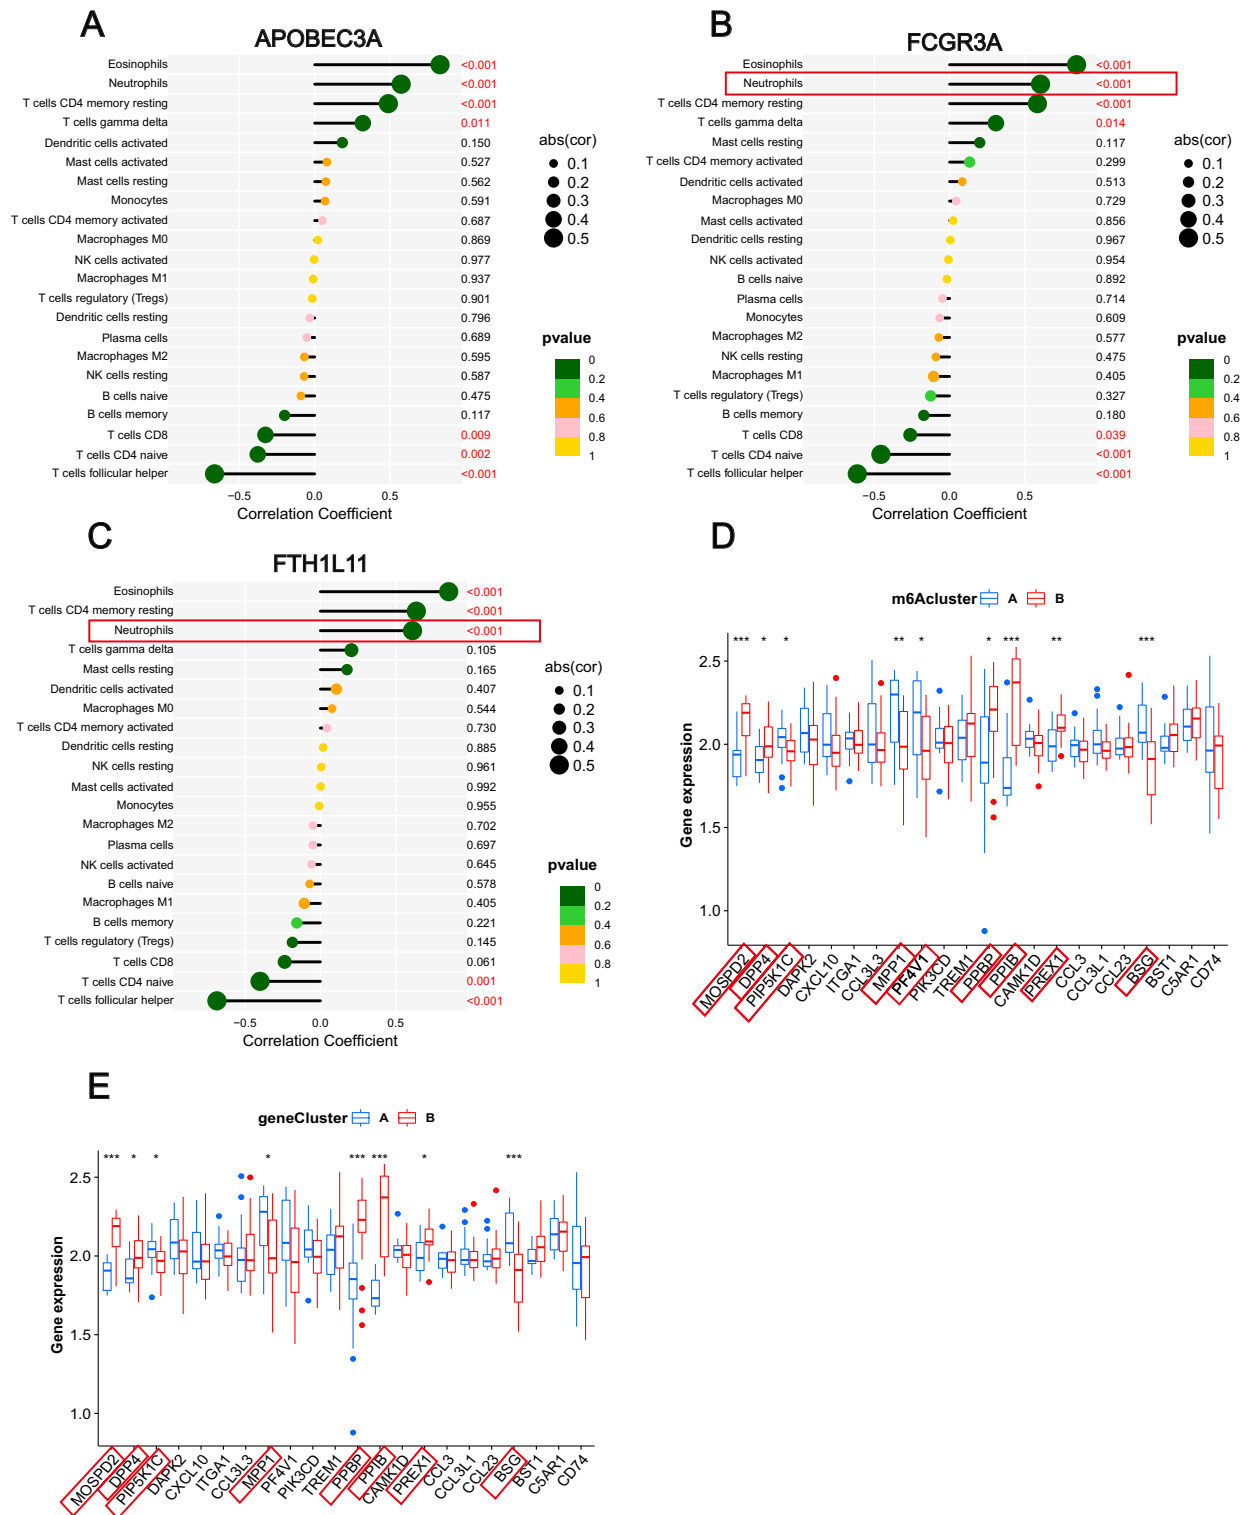 A
APOBEC3A
Eosinophils <0.001
Neutrophils <0.001
T cells CD4 memory resting <0.001
T cells gamma delta 0.011
Dendritic cells activated 0.150
Mast cells activated 0.527
Mast cells resting 0.562
Monocytes 0.591
T cells CD4 memory activated 0.687
Macrophages M0 0.869
NK cells activated 0.977
Macrophages M1 0.937
T cells regulatory (Tregs) 0.901
Dendritic cells resting 0.796
Plasma cells 0.689
Macrophages M2 0.595
NK cells resting 0.587
B cells naive 0.475
B cells memory 0.117
T cells CD8 0.009
T cells CD4 naive 0.002
T cells follicular helper <0.001
−0.5 0.0 0.5
Correlation Coefficient
abs(cor)
0.1
0.2
0.3
0.4
0.5
pvalue
0
0.2
0.4
0.6
0.8
1
B
FCGR3A
Eosinophils <0.001
Neutrophils <0.001
T cells CD4 memory resting <0.001
T cells gamma delta 0.014
Mast cells resting 0.117
T cells CD4 memory activated 0.299
Dendritic cells activated 0.513
Macrophages M0 0.729
Mast cells activated 0.856
Dendritic cells resting 0.967
NK cells activated 0.954
B cells naive 0.892
Plasma cells 0.714
Monocytes 0.609
Macrophages M2 0.577
NK cells resting 0.475
Macrophages M1 0.405
T cells regulatory (Tregs) 0.327
B cells memory 0.180
T cells CD8 0.039
T cells CD4 naive <0.001
T cells follicular helper <0.001
−0.5 0.0 0.5
Correlation Coefficient
abs(cor)
0.1
0.2
0.3
0.4
0.5
pvalue
0
0.2
0.4
0.6
0.8
1
C
FTH1L11
Eosinophils <0.001
T cells CD4 memory resting <0.001
Neutrophils <0.001
T cells gamma delta 0.105
Mast cells resting 0.165
Dendritic cells activated 0.407
Macrophages M0 0.544
T cells CD4 memory activated 0.730
Dendritic cells resting 0.885
NK cells resting 0.961
Mast cells activated 0.992
Monocytes 0.955
Macrophages M2 0.702
Plasma cells 0.697
NK cells activated 0.645
B cells naive 0.578
Macrophages M1 0.405
B cells memory 0.221
T cells regulatory (Tregs) 0.145
T cells CD8 0.061
T cells CD4 naive 0.001
T cells follicular helper <0.001
−0.5 0.0 0.5
Correlation Coefficient
abs(cor)
0.1
0.2
0.3
0.4
0.5
pvalue
0
0.2
0.4
0.6
0.8
1
D
m6Acluster A B
*** * * ** * * *** ** ***
Gene expression
2.5
2.0
1.5
1.0
MOSPD2
DPP4
PIP5K1C
DAPK2
CXCL10
ITGA1
CCL3L3
MPP1
PF4V1
PIK3CD
TREM1
PPBP
PPIB
CAMK1D
PREX1
CCL3
CCL3L1
CCL23
BSG
BST1
C5AR1
CD74
E
geneCluster A B
*** * * * *** *** * ***
Gene expression
2.5
2.0
1.5
1.0
MOSPD2
DPP4
PIP5K1C
DAPK2
CXCL10
ITGA1
CCL3L3
MPP1
PF4V1
PIK3CD
TREM1
PPBP
PPIB
CAMK1D
PREX1
CCL3
CCL3L1
CCL23
BSG
BST1
C5AR1
CD74